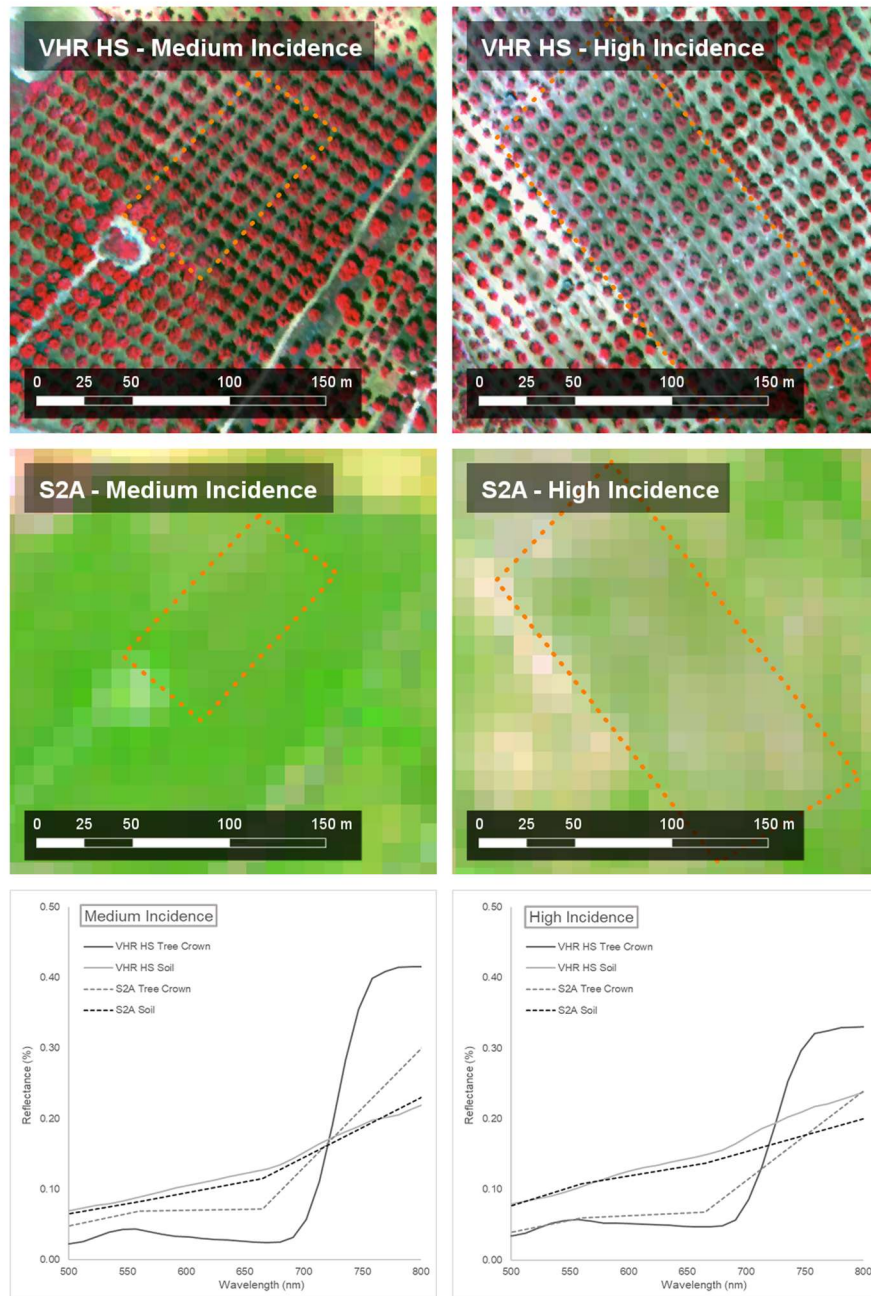 VHR HS - Medium Incidence
VHR HS - High Incidence
0 25 50 100 150 m
0 25 50 100 150 m
S2A - Medium Incidence
S2A - High Incidence
0 25 50 100 150 m
0 25 50 100 150 m
Medium Incidence
VHR HS Tree Crown
VHR HS Soil
S2A Tree Crown
S2A Soil
0.50
0.40
0.30
0.20
0.10
0.00
Reflectance (%)
500 550 600 650 700 750 800
Wavelength (nm)
High Incidence
VHR HS Tree Crown
VHR HS Soil
S2A Tree Crown
S2A Soil
0.50
0.40
0.30
0.20
0.10
0.00
Reflectance (%)
500 550 600 650 700 750 800
Wavelength (nm)